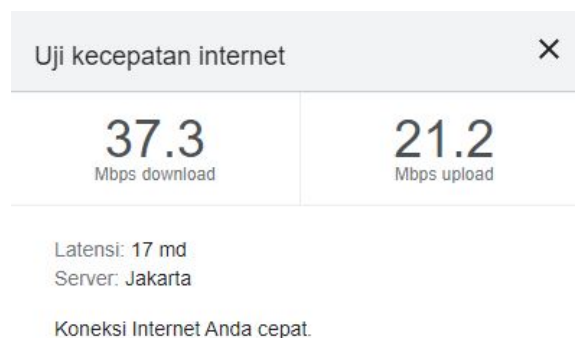 Uji kecepatan internet
37.3
Mbps download
21.2
Mbps upload
Latensi: 17 md
Server: Jakarta
Koneksi Internet Anda cepat.